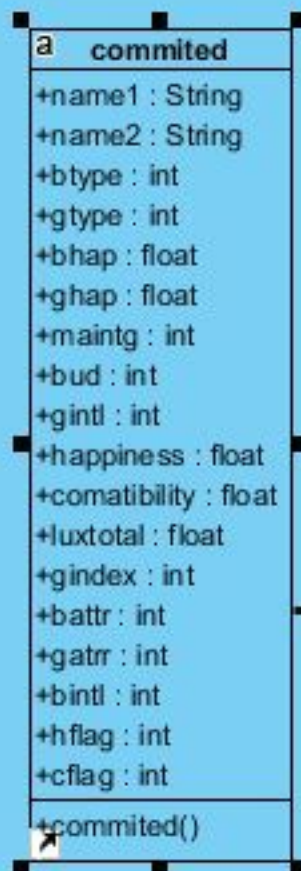 a
commited
+name1 : String
+name2 : String
+btype : int
+gtype : int
+bhap : float
+ghap : float
+maintg : int
+bud : int
+gintl : int
+happiness : float
+comatibility : float
+luxtotal : float
+gindex : int
+battr : int
+gatrr : int
+bintl : int
+hflag : int
+cflag : int
+commited()